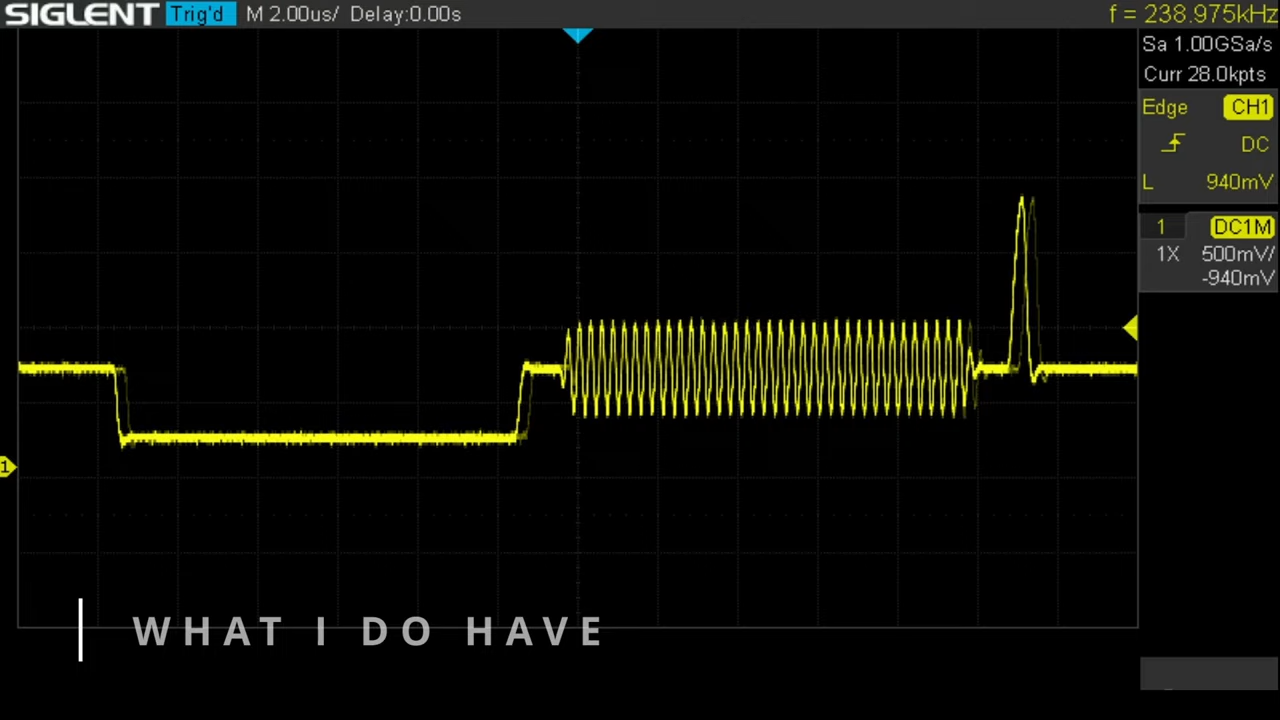 SIGLENT Trig'd M 2.00us/ Delay:0.00s f = 238.975kHz
Sa 1.00GSa/s
Curr 28.0kpts
Edge CH1
DC
L 940mV
1 DC1M
1X 500mV/
-940mV
1
WHAT I DO HAVE